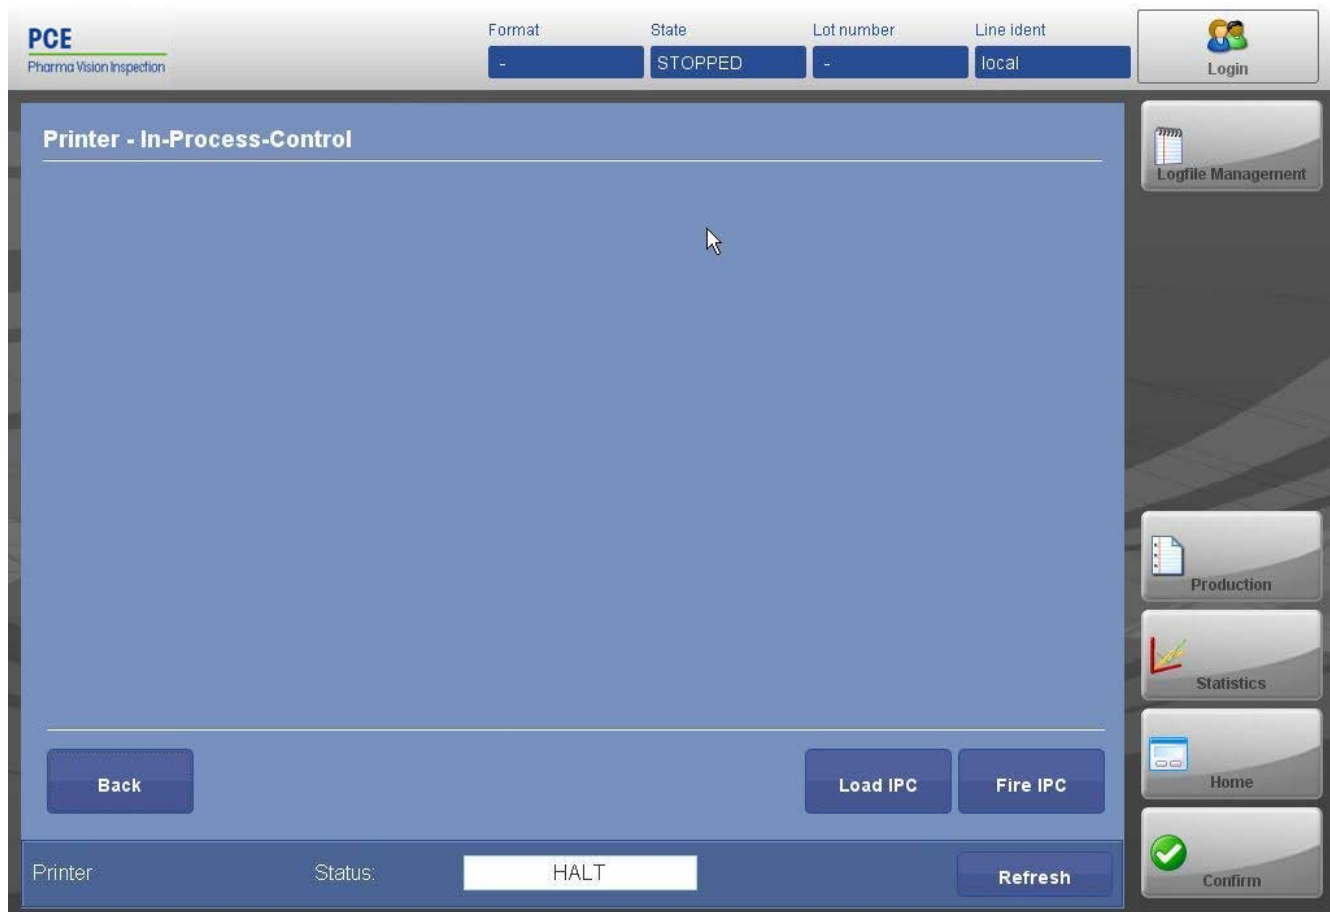 PCE
Pharma Vision Inspection
Format
State
Lot number
Line ident
-
STOPPED
-
local
Login
Printer - In-Process-Control
Logfile Management
Production
Statistics
Home
Confirm
Back
Load IPC
Fire IPC
Printer
Status:
HALT
Refresh